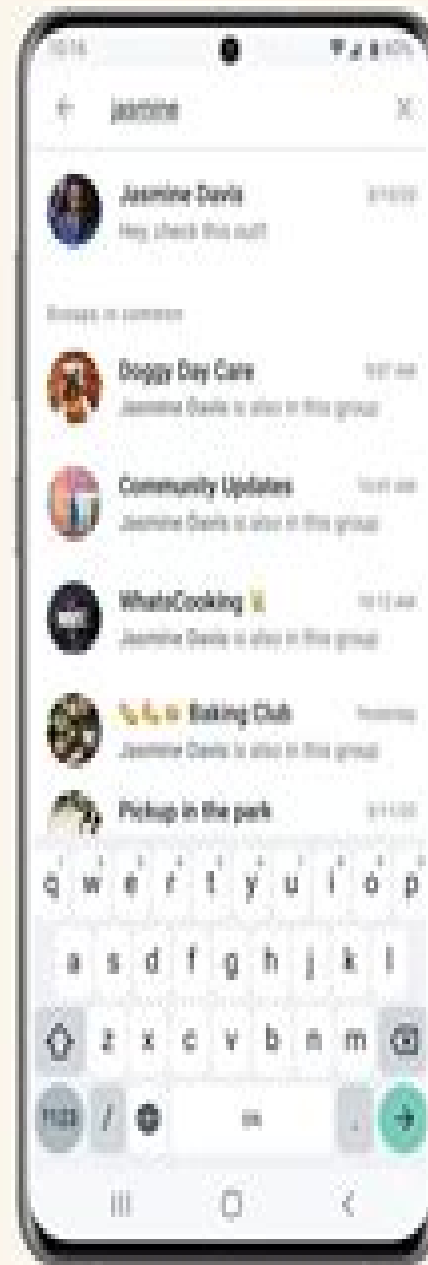 10:16
jasmine
Jasmine Davis
Hey, check this out!
Groups in common
Doggy Day Care
Jasmine Davis is also in this group
Community Updates
Jasmine Davis is also in this group
WhatsCooking
Jasmine Davis is also in this group
Baking Club Yesterday
Jasmine Davis is also in this group
Pickup in the park
q w e r t y u i o p
a s d f g h j k l
z x c v b n m
/ .